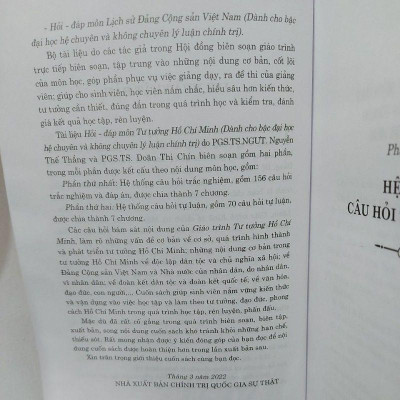 - Hỏi - đáp môn Lịch sử Đảng Cộng sản Việt Nam (Dành cho bậc
đại học hệ chuyên và không chuyên lý luận chính trị).
Bộ tài liệu do các tác giả trong Hội đồng biên soạn giáo trình
trực tiếp biên soạn, tập trung vào những nội dung cơ bản, cốt lõi
của môn học, góp phần phục vụ việc giảng dạy, ra đề thi của giảng
viên; giúp cho sinh viên, học viên nắm chắc, hiểu sâu hơn kiến thức,
tư tưởng cần thiết, đúng đắn trong quá trình học và kiểm tra, đánh
giá kết quả học tập, rèn luyện.
Tài liệu Hỏi - đáp môn Tư tưởng Hồ Chí Minh (Dành cho bậc đại học
hệ chuyên và không chuyên lý luận chính trị) do PGS.TS.NGƯT. Nguyễn
Thế Thắng và PGS.TS. Doãn Thị Chín biên soạn gồm hai phần,
trong mỗi phần được kết cấu theo nội dung môn học, gồm:
Phần thứ nhất: Hệ thống câu hỏi trắc nghiệm, gồm 156 câu hỏi
trắc nghiệm và đáp án, được chia thành 7 chương.
Phần thứ hai: Hệ thống câu hỏi tự luận, gồm 70 câu hỏi tự luận,
được chia thành 7 chương.
Các câu hỏi bám sát nội dung của Giáo trình Tư tưởng Hồ Chí
Minh, làm rõ những vấn đề cơ bản về cơ sở, quá trình hình thành
và phát triển tư tưởng Hồ Chí Minh; những nội dung cơ bản trong
tư tưởng Hồ Chí Minh về độc lập dân tộc và chủ nghĩa xã hội; về
Đảng Cộng sản Việt Nam và Nhà nước của nhân dân, do nhân dân,
vì nhân dân; về đoàn kết dân tộc và đoàn kết quốc tế; về văn hóa,
đạo đức, con người,... Cuốn sách giúp sinh viên nắm vững kiến thức
và vận dụng vào việc học tập và làm theo tư tưởng, đạo đức, phong
cách Hồ Chí Minh trong quá trình học tập, rèn luyện, phấn đấu.
Mặc dù đã rất cố gắng trong quá trình biên soạn, biên tập,
xuất bản, song nội dung cuốn sách khó tránh khỏi những hạn chế,
thiếu sót. Rất mong nhận được ý kiến đóng góp của bạn đọc để nội
dung cuốn sách được hoàn thiện hơn trong lần xuất bản sau.
Xin trân trọng giới thiệu cuốn sách cùng bạn đọc.
Tháng 3 năm 2022
NHÀ XUẤT BẢN CHÍNH TRỊ QUỐC GIA SỰ THẬT
HỆ
CÂU HỎI